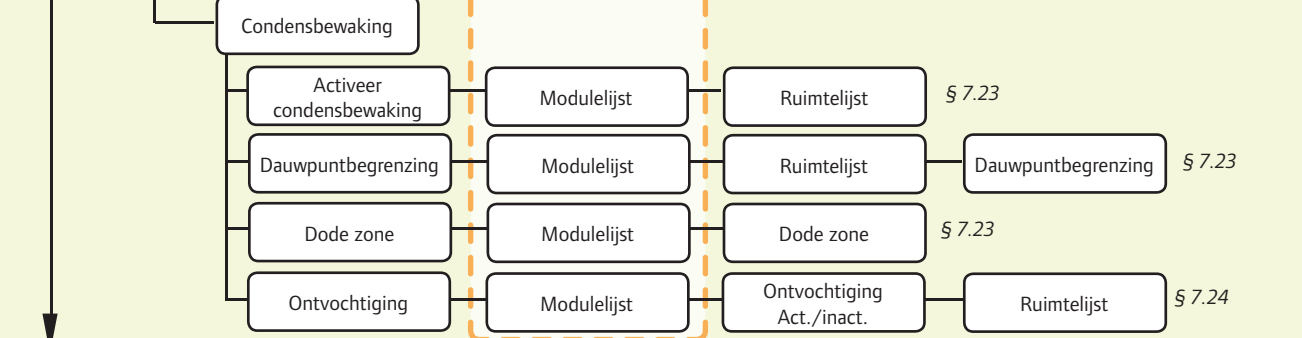 Condensbewaking
Activeer
condensbewaking
Modulelijst
Ruimtelijst
§ 7.23
Dauwpuntbegrenzing
Modulelijst
Ruimtelijst
Dauwpuntbegrenzing
§ 7.23
Dode zone
Modulelijst
Dode zone
§ 7.23
Ontvochtiging
Modulelijst
Ontvochtiging
Act./inact.
Ruimtelijst
§ 7.24